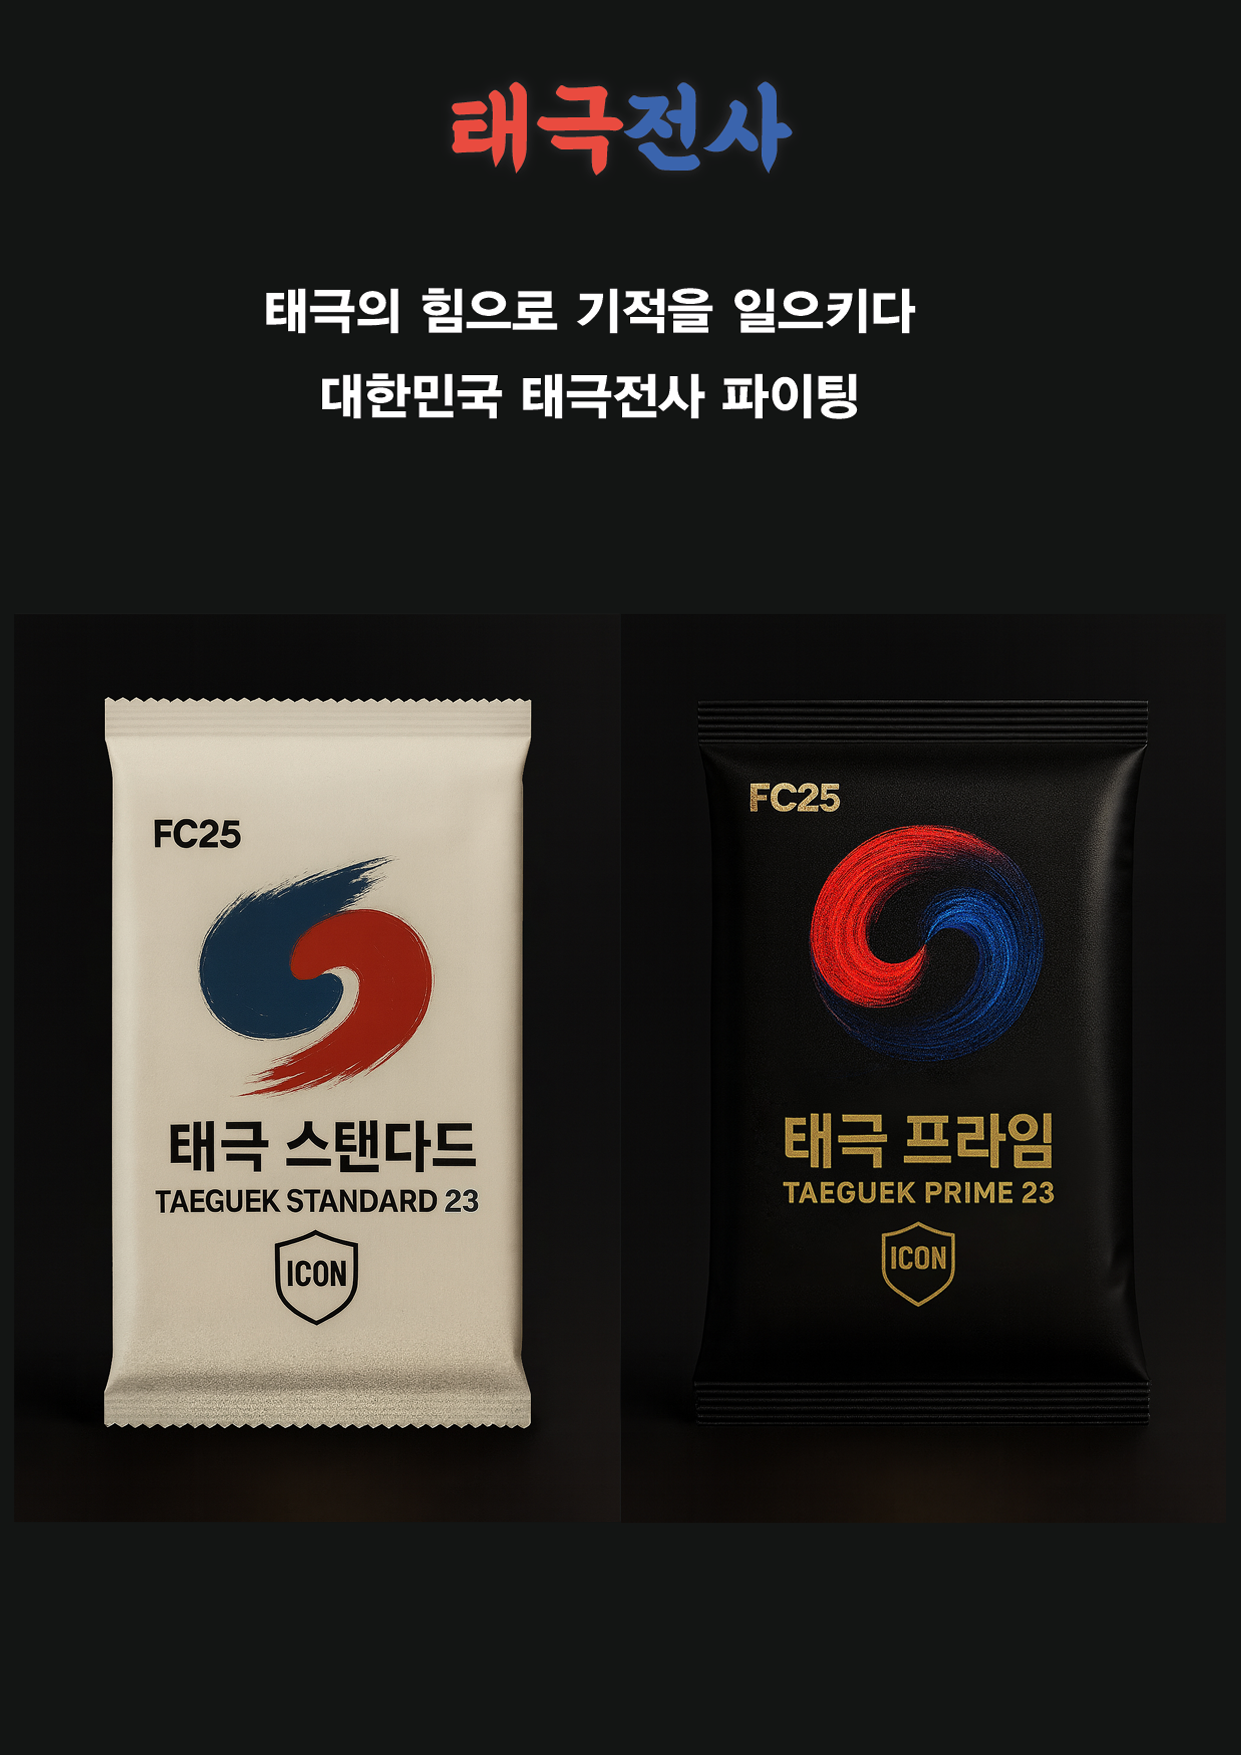 태극전사
태극의 힘으로 기적을 일으키다
대한민국 태극전사 파이팅
FC25
태극 스탠다드
TAEGUEK STANDARD 23
ICON
FC25
태극 프라임
TAEGUEK PRIME 23
ICON